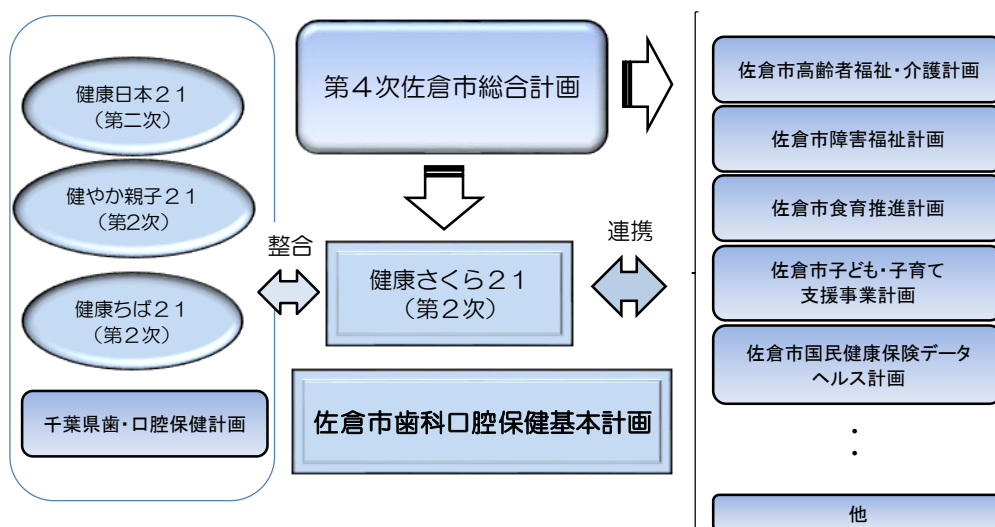 健康日本２１
（第二次）
健やか親子２１
（第2次）
健康ちば２１
（第２次）
千葉県歯・口腔保健計画
第４次佐倉市総合計画
整合
健康さくら２１
（第２次）
連携
佐倉市歯科口腔保健基本計画
佐倉市高齢者福祉・介護計画
佐倉市障害福祉計画
佐倉市食育推進計画
佐倉市子ども・子育て
支援事業計画
佐倉市国民健康保険データ
ヘルス計画
：
他